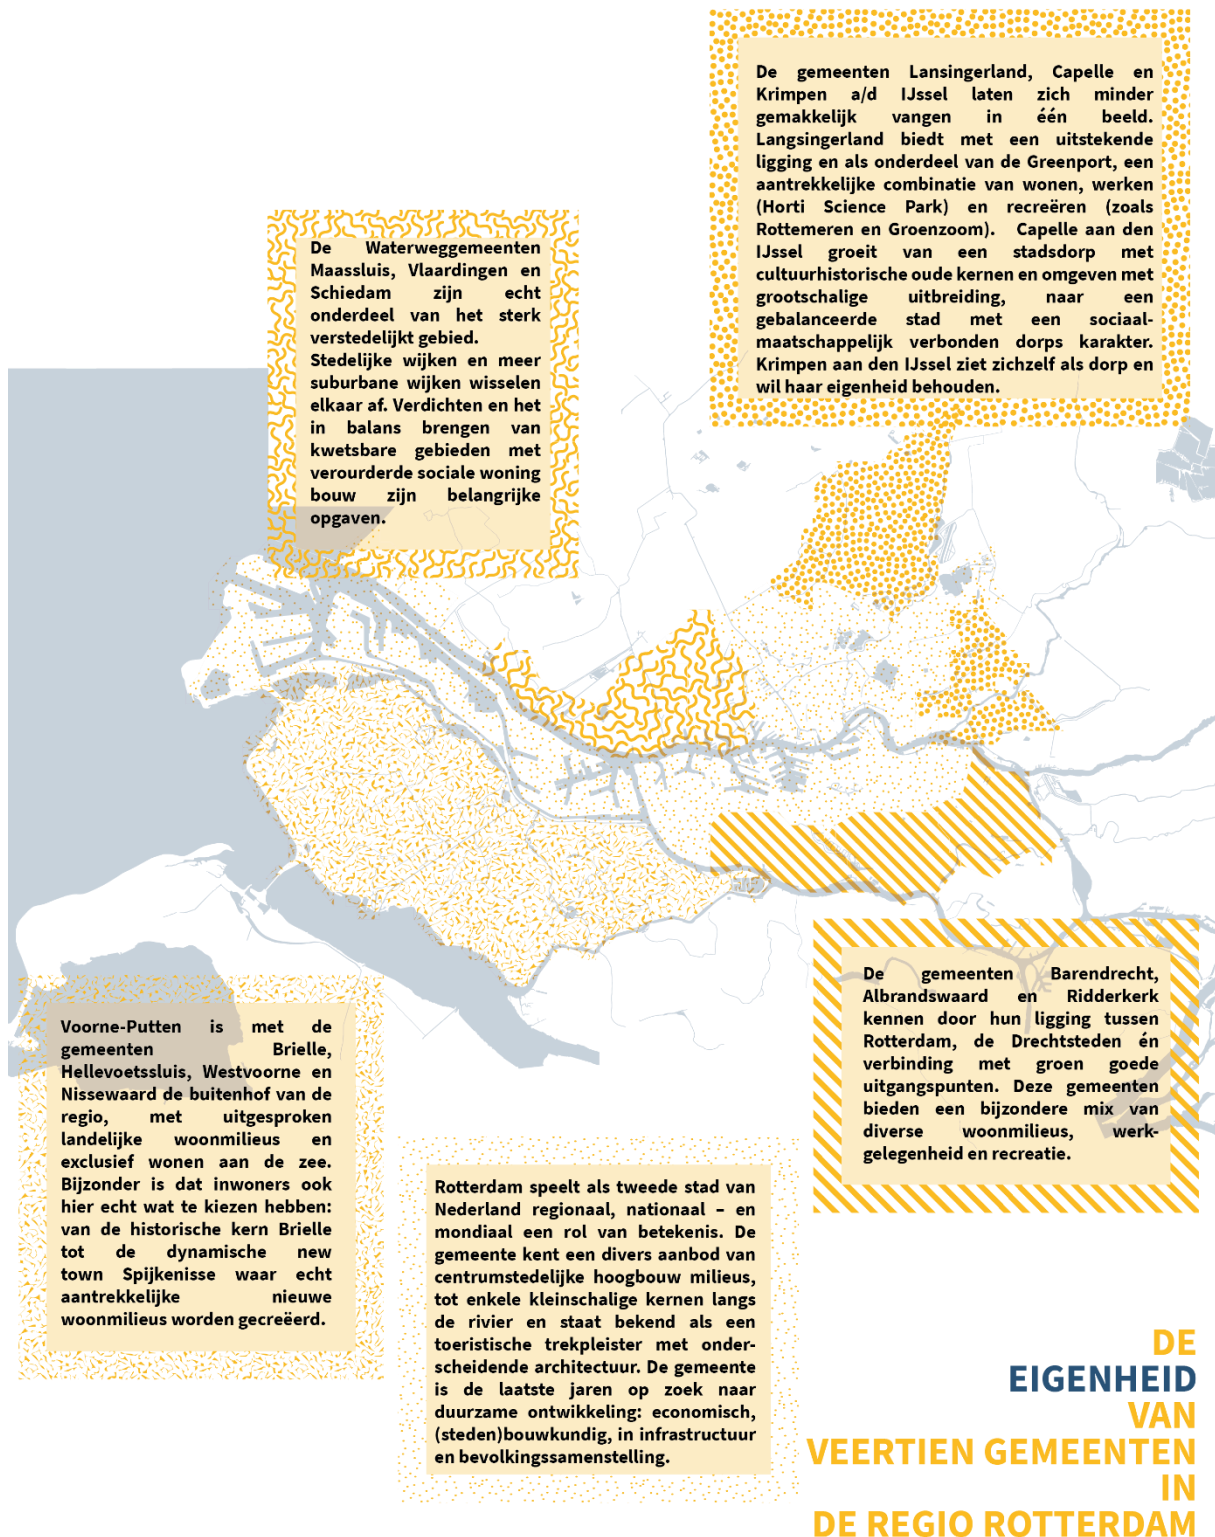 De gemeenten Lansingerland, Capelle en
Krimpen a/d IJssel laten zich minder
gemakkelijk vangen in één beeld.
Langsingerland biedt met een uitstekende
ligging en als onderdeel van de Greenport, een
aantrekkelijke combinatie van wonen, werken
(Horti Science Park) en recreëren (zoals
Rottemeren en Groenzoom). Capelle aan den
IJssel groeit van een stadsdorp met
cultuurhistorische oude kernen en omgeven met
grootschalige uitbreiding, naar een
gebalanceerde stad met een sociaal-
maatschappelijk verbonden dorps karakter.
Krimpen aan den IJssel ziet zichzelf als dorp en
wil haar eigenheid behouden.
De Waterweggemeenten
Maassluis, Vlaardingen en
Schiedam zijn echt
onderdeel van het sterk
verstedelijkt gebied.
Stedelijke wijken en meer
suburbane wijken wisselen
elkaar af. Verdichten en het
in balans brengen van
kwetsbare gebieden met
verourderde sociale woning
bouw zijn belangrijke
opgaven.
De gemeenten Barendrecht,
Albrandswaard en Ridderkerk
kennen door hun ligging tussen
Rotterdam, de Drechtsteden én
verbinding met groen goede
uitgangspunten. Deze gemeenten
bieden een bijzondere mix van
diverse woonmilieus, werk-
gelegenheid en recreatie.
Voorne-Putten is met de
gemeenten Brielle,
Hellevoetssluis, Westvoorne en
Nissewaard de buitenhof van de
regio, met uitgesproken
landelijke woonmilieus en
exclusief wonen aan de zee.
Bijzonder is dat inwoners ook
hier echt wat te kiezen hebben:
van de historische kern Brielle
tot de dynamische new
town Spijkenisse waar echt
aantrekkelijke nieuwe
woonmilieus worden gecreëerd.
Rotterdam speelt als tweede stad van
Nederland regionaal, nationaal – en
mondiaal een rol van betekenis. De
gemeente kent een divers aanbod van
centrumstedelijke hoogbouw milieus,
tot enkele kleinschalige kernen langs
de rivier en staat bekend als een
toeristische trekpleister met onder-
scheidende architectuur. De gemeente
is de laatste jaren op zoek naar
duurzame ontwikkeling: economisch,
(steden)bouwkundig, in infrastructuur
en bevolkingssamenstelling.
DE
EIGENHEID
VAN
VEERTIEN GEMEENTEN
IN
DE REGIO ROTTERDAM